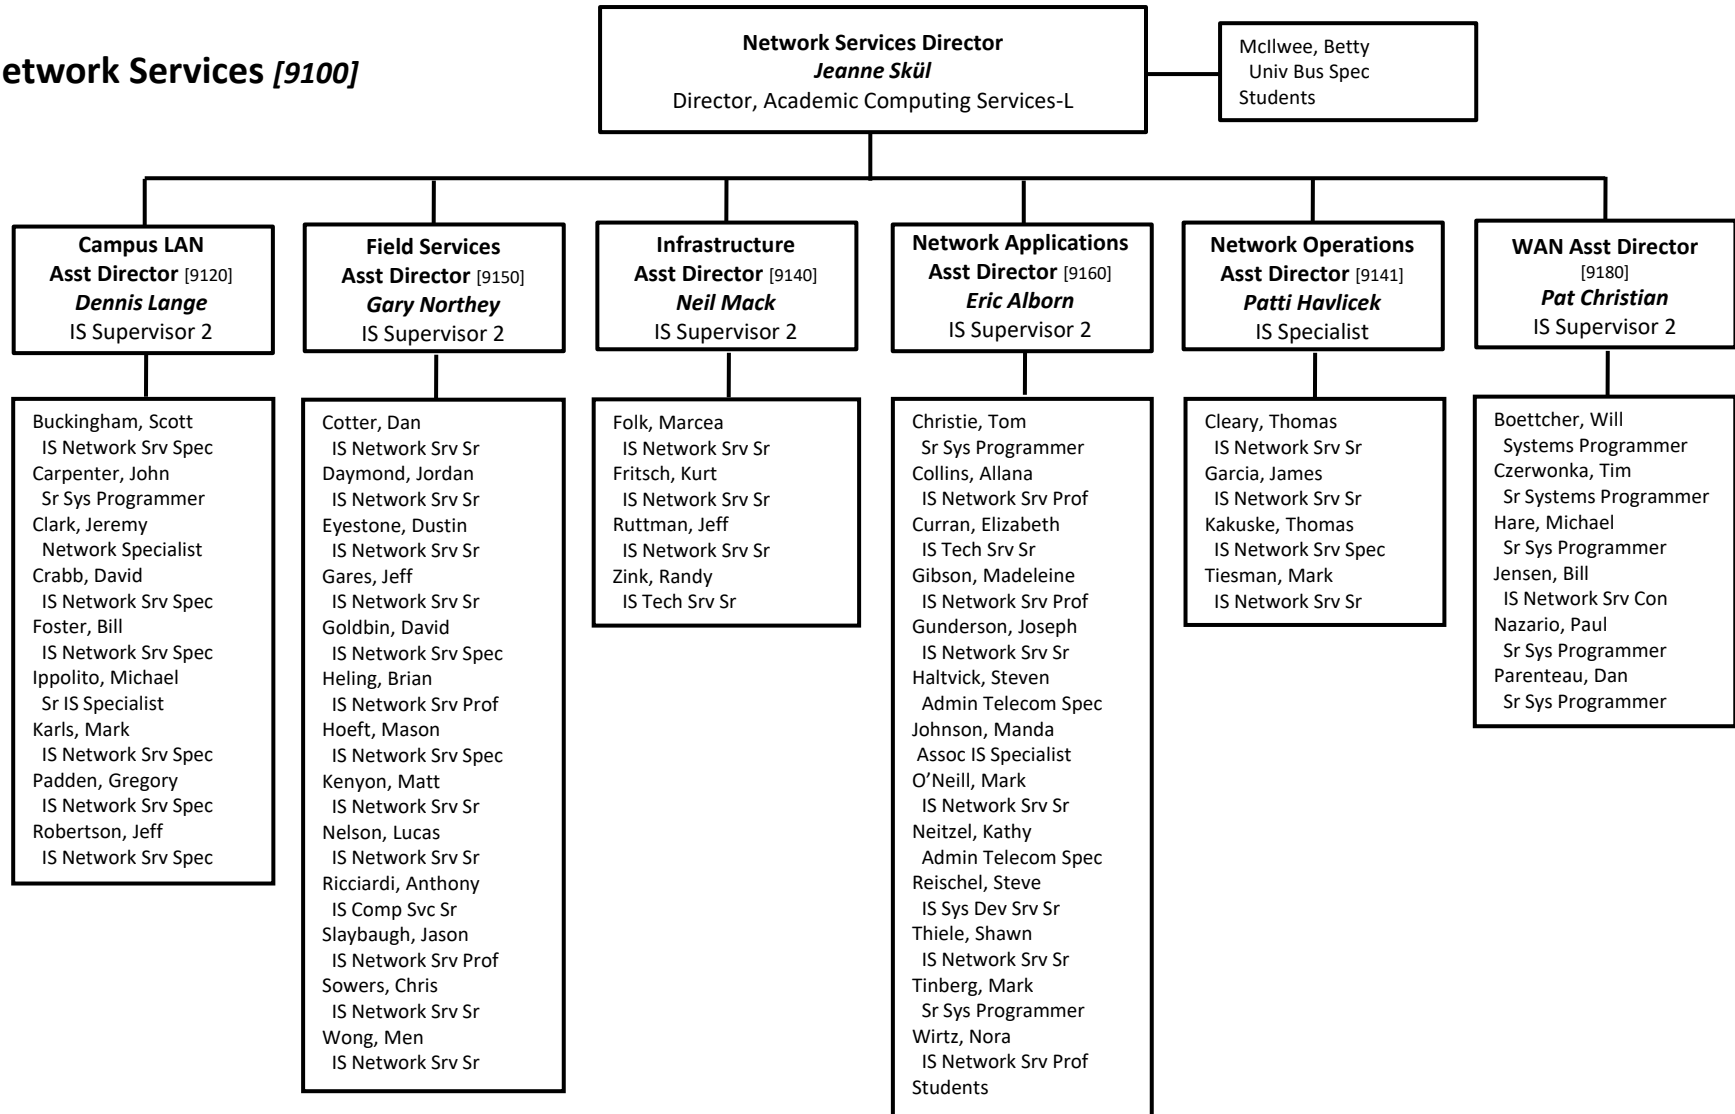 etwork Services [9100]
Network Services Director
Jeanne Skül
Director, Academic Computing Services-L
McIlwee, Betty
Univ Bus Spec
Students
Campus LAN
Asst Director [9120]
Dennis Lange
IS Supervisor 2
Field Services
Asst Director [9150]
Gary Northey
IS Supervisor 2
Infrastructure
Asst Director [9140]
Neil Mack
IS Supervisor 2
Network Applications
Asst Director [9160]
Eric Alborn
IS Supervisor 2
Network Operations
Asst Director [9141]
Patti Havlicek
IS Specialist
WAN Asst Director
[9180]
Pat Christian
IS Supervisor 2
Buckingham, Scott
IS Network Srv Spec
Carpenter, John
Sr Sys Programmer
Clark, Jeremy
Network Specialist
Crabb, David
IS Network Srv Spec
Foster, Bill
IS Network Srv Spec
Ippolito, Michael
Sr IS Specialist
Karls, Mark
IS Network Srv Spec
Padden, Gregory
IS Network Srv Spec
Robertson, Jeff
IS Network Srv Spec
Cotter, Dan
IS Network Srv Sr
Daymond, Jordan
IS Network Srv Sr
Eyestone, Dustin
IS Network Srv Sr
Gares, Jeff
IS Network Srv Sr
Goldbin, David
IS Network Srv Spec
Heling, Brian
IS Network Srv Prof
Hoeft, Mason
IS Network Srv Spec
Kenyon, Matt
IS Network Srv Sr
Nelson, Lucas
IS Network Srv Sr
Ricciardi, Anthony
IS Comp Svc Sr
Slaybaugh, Jason
IS Network Srv Prof
Sowers, Chris
IS Network Srv Sr
Wong, Men
IS Network Srv Sr
Folk, Marcea
IS Network Srv Sr
Fritsch, Kurt
IS Network Srv Sr
Ruttman, Jeff
IS Network Srv Sr
Zink, Randy
IS Tech Srv Sr
Christie, Tom
Sr Sys Programmer
Collins, Allana
IS Network Srv Prof
Curran, Elizabeth
IS Tech Srv Sr
Gibson, Madeleine
IS Network Srv Prof
Gunderson, Joseph
IS Network Srv Sr
Haltvick, Steven
Admin Telecom Spec
Johnson, Manda
Assoc IS Specialist
O’Neill, Mark
IS Network Srv Sr
Neitzel, Kathy
Admin Telecom Spec
Reischel, Steve
IS Sys Dev Srv Sr
Thiele, Shawn
IS Network Srv Sr
Tinberg, Mark
Sr Sys Programmer
Wirtz, Nora
IS Network Srv Prof
Students
Cleary, Thomas
IS Network Srv Sr
Garcia, James
IS Network Srv Sr
Kakuske, Thomas
IS Network Srv Spec
Tiesman, Mark
IS Network Srv Sr
Boettcher, Will
Systems Programmer
Czerwonka, Tim
Sr Systems Programmer
Hare, Michael
Sr Sys Programmer
Jensen, Bill
IS Network Srv Con
Nazario, Paul
Sr Sys Programmer
Parenteau, Dan
Sr Sys Programmer